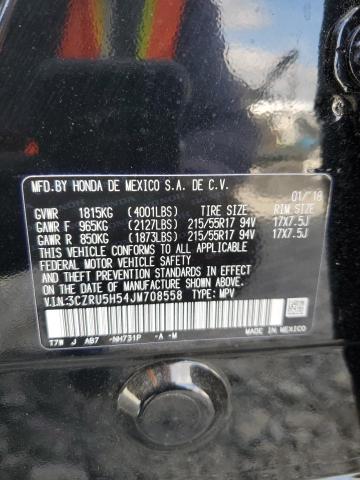 MFD.BY HONDA DE MEXICO S.A. DE C.V.
01/18
GVWR 1815KG (4001LBS) TIRE SIZE RIM SIZE
GAWR F 965KG (2127LBS) 215/55R17 94V 17X7.5J
GAWR R 850KG (1873LBS) 215/55R17 94V 17X7.5J
THIS VEHICLE CONFORMS TO ALL APPLICABLE
FEDERAL MOTOR VEHICLE SAFETY AND
THEFT PREVENTION STANDARDS IN EFFECT ON
THE DATE OF MANUFACTURE SHOWN ABOVE.
V.I.N:3CZRU5H54JM708558 TYPE: MPV
T7W J AB7 -NH731P -A -M
MADE IN MEXICO